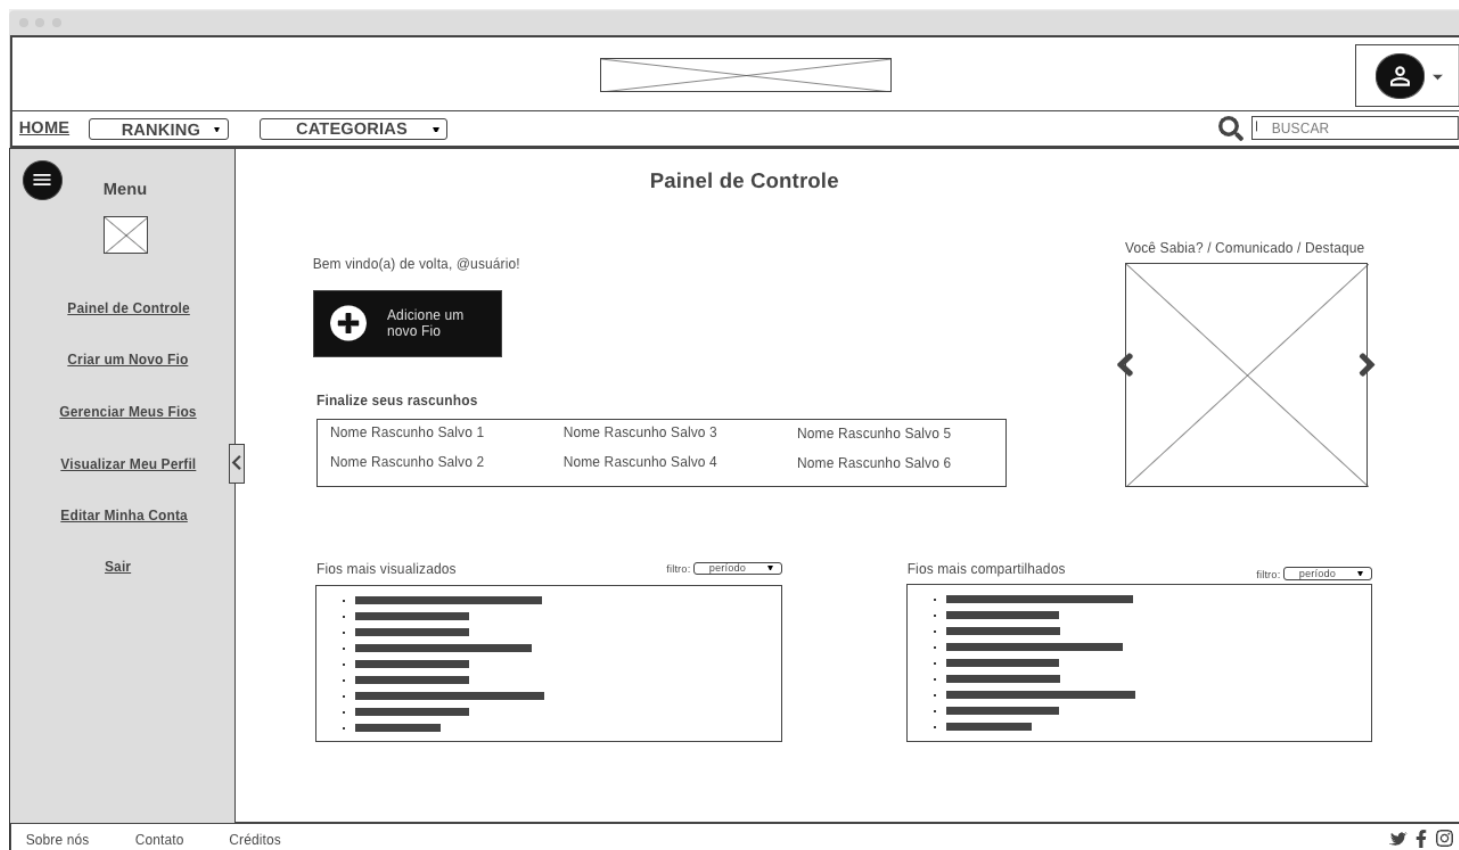 HOME
RANKING
CATEGORIAS
BUSCAR
Menu
Painel de Controle
Criar um Novo Fio
Gerenciar Meus Fios
Visualizar Meu Perfil
Editar Minha Conta
Sair
Painel de Controle
Bem vindo(a) de volta, @usuário!
Adicione um
novo Fio
Você Sabia? / Comunicado / Destaque
Finalize seus rascunhos
Nome Rascunho Salvo 1
Nome Rascunho Salvo 3
Nome Rascunho Salvo 5
Nome Rascunho Salvo 2
Nome Rascunho Salvo 4
Nome Rascunho Salvo 6
Fios mais visualizados
filtro: período
Fios mais compartilhados
filtro: período
Sobre nós
Contato
Créditos